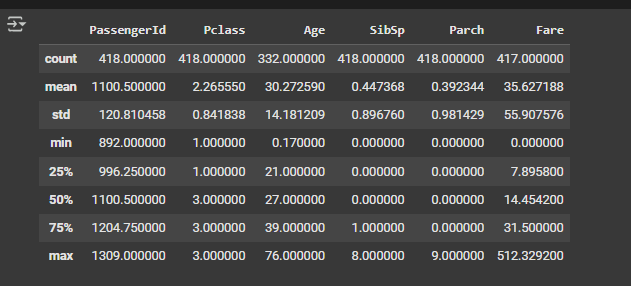 PassengerId Pclass Age SibSp Parch Fare
count 418.000000 418.000000 332.000000 418.000000 418.000000 417.000000
mean 1100.500000 2.265550 30.272590 0.447368 0.392344 35.627188
std 120.810458 0.841838 14.181209 0.896760 0.981429 55.907576
min 892.000000 1.000000 0.170000 0.000000 0.000000 0.000000
25% 996.250000 1.000000 21.000000 0.000000 0.000000 7.895800
50% 1100.500000 3.000000 27.000000 0.000000 0.000000 14.454200
75% 1204.750000 3.000000 39.000000 1.000000 0.000000 31.500000
max 1309.000000 3.000000 76.000000 8.000000 9.000000 512.329200